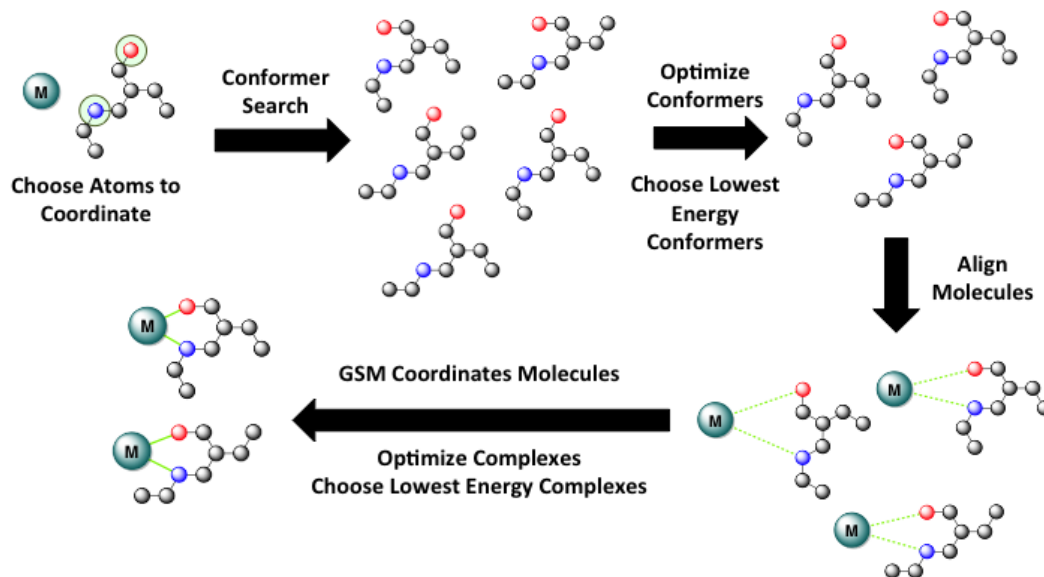 M
Choose Atoms to
Coordinate
Conformer
Search
Optimize
Conformers
Choose Lowest
Energy
Conformers
Align
Molecules
M
M
M
GSM Coordinates Molecules
Optimize Complexes
Choose Lowest Energy Complexes
M
M